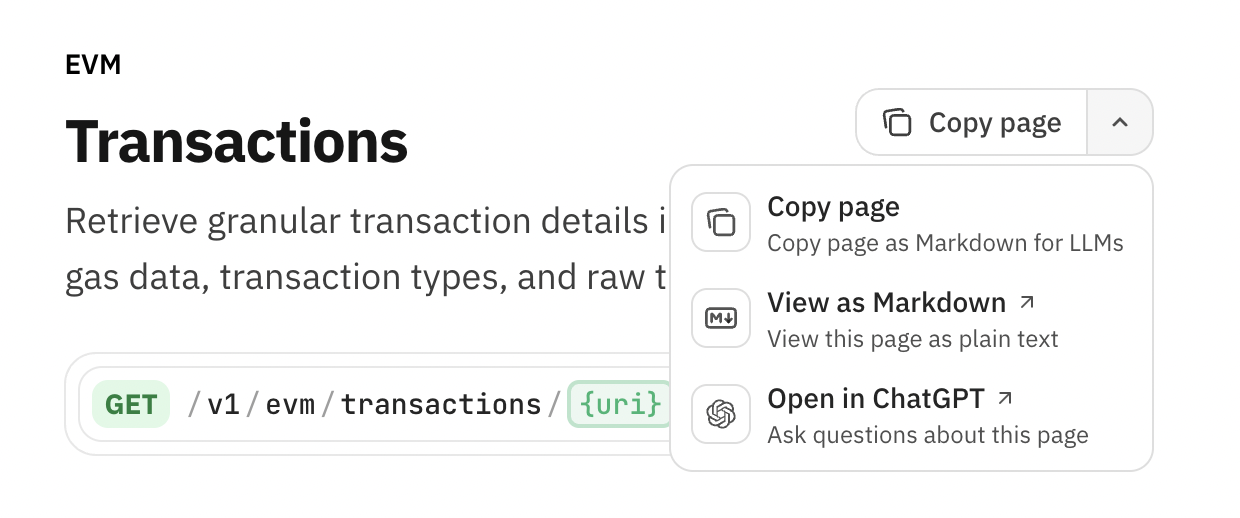 EVM
Transactions
Copy page
Retrieve granular transaction details
gas data, transaction types, and raw
Copy page
Copy page as Markdown for LLMs
View as Markdown
View this page as plain text
Open in ChatGPT
Ask questions about this page
GET /v1/evm/transactions/{uri}